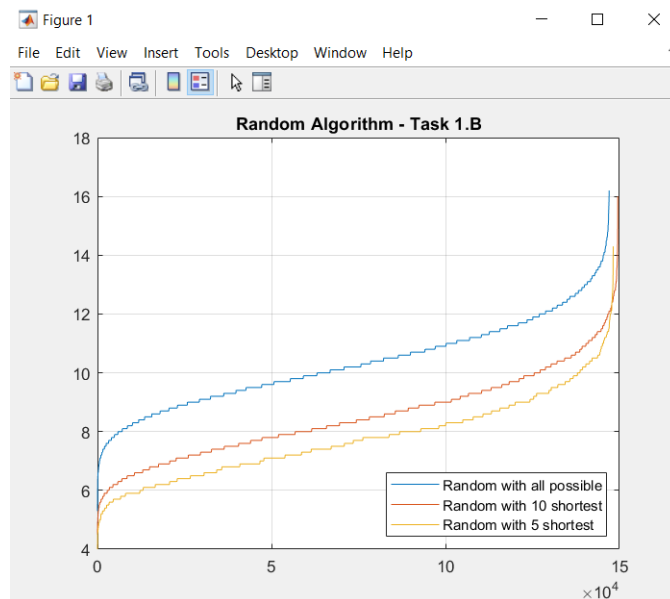 Figure 1
File Edit View Insert Tools Desktop Window Help
Random Algorithm - Task 1.B
18
16
14
12
10
8
6
4
Random with all possible
Random with 10 shortest
Random with 5 shortest
0 5 10 15
×10⁴